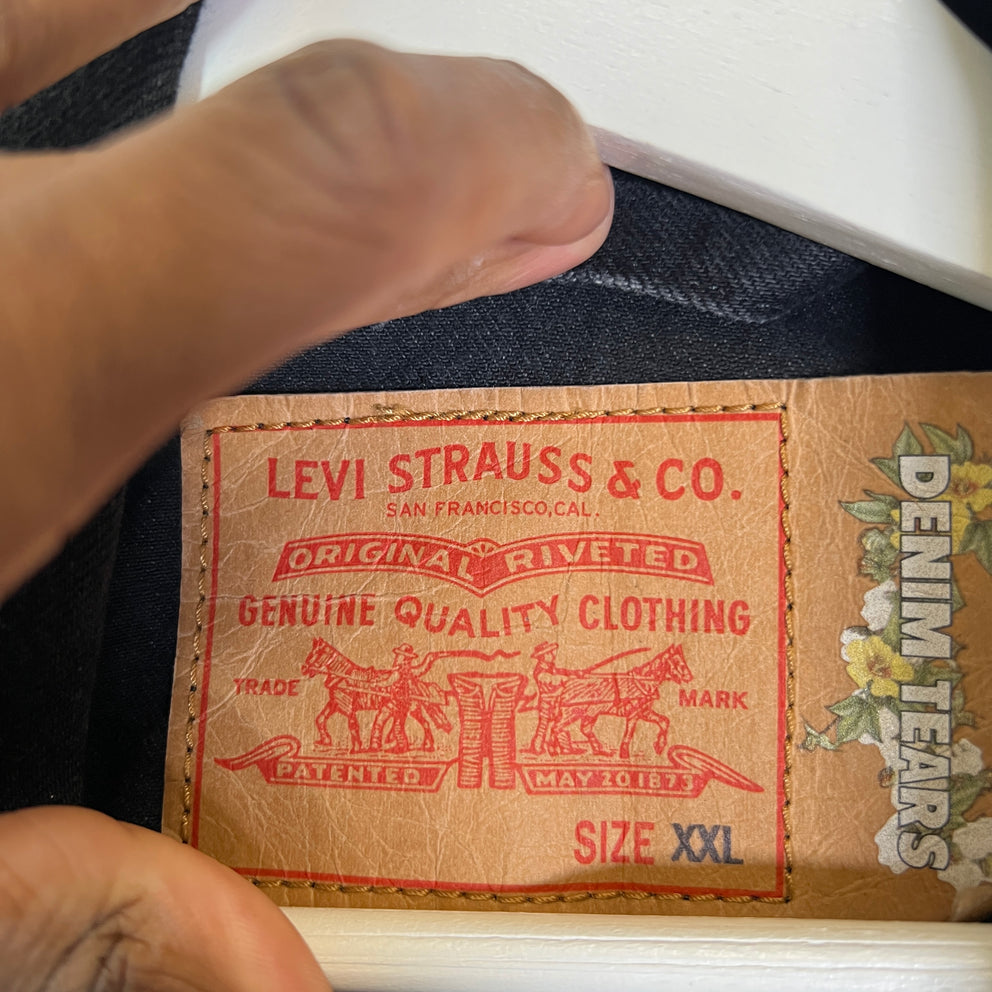 LEVI STRAUSS & CO.
SAN FRANCISCO, CAL.
ORIGINAL RIVETED
GENUINE QUALITY CLOTHING
TRADE MARK
PATENTED MAY 20 1873
SIZE XXL
DENIM TEARS